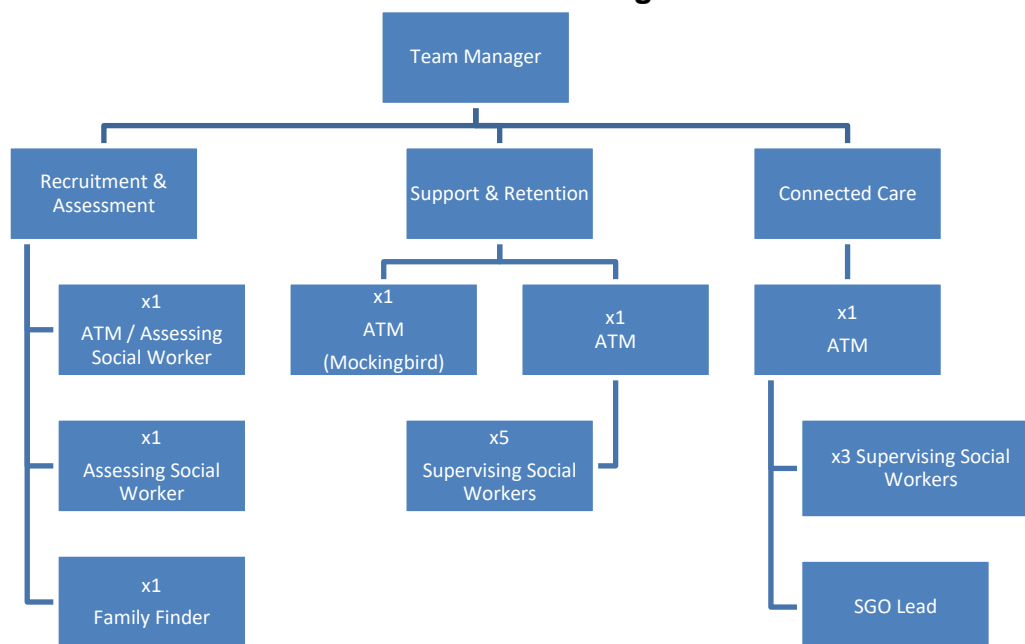 Team Manager
Recruitment &
Assessment
Support & Retention
Connected Care
x1
ATM / Assessing
Social Worker
x1
ATM
(Mockingbird)
x1
ATM
x1
ATM
x1
Assessing Social
Worker
x5
Supervising Social
Workers
x3 Supervising Social
Workers
x1
Family Finder
SGO Lead